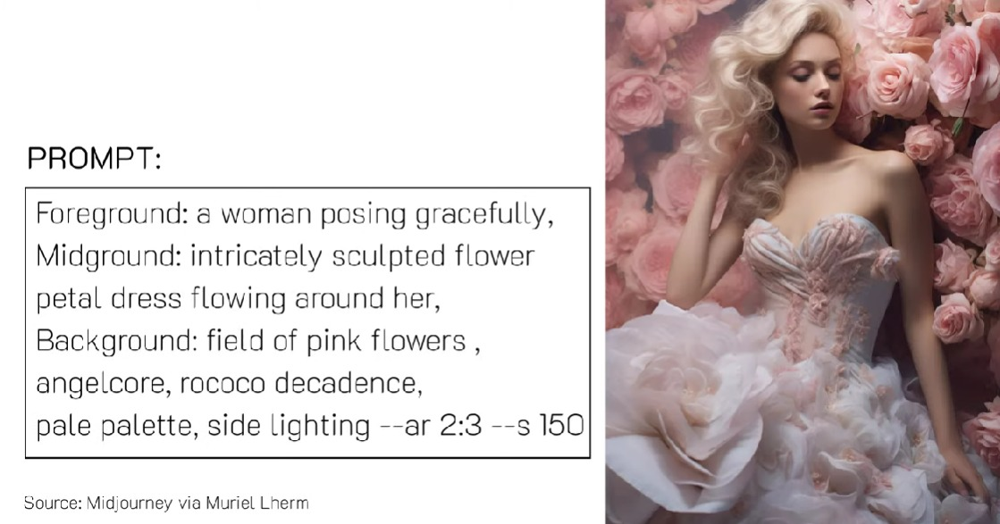 PROMPT:
Foreground: a woman posing gracefully,
Midground: intricately sculpted flower
petal dress flowing around her,
Background: field of pink flowers ,
angelcore, rococo decadence,
pale palette, side lighting --ar 2:3 --s 150
Source: Midjourney via Muriel Lherm